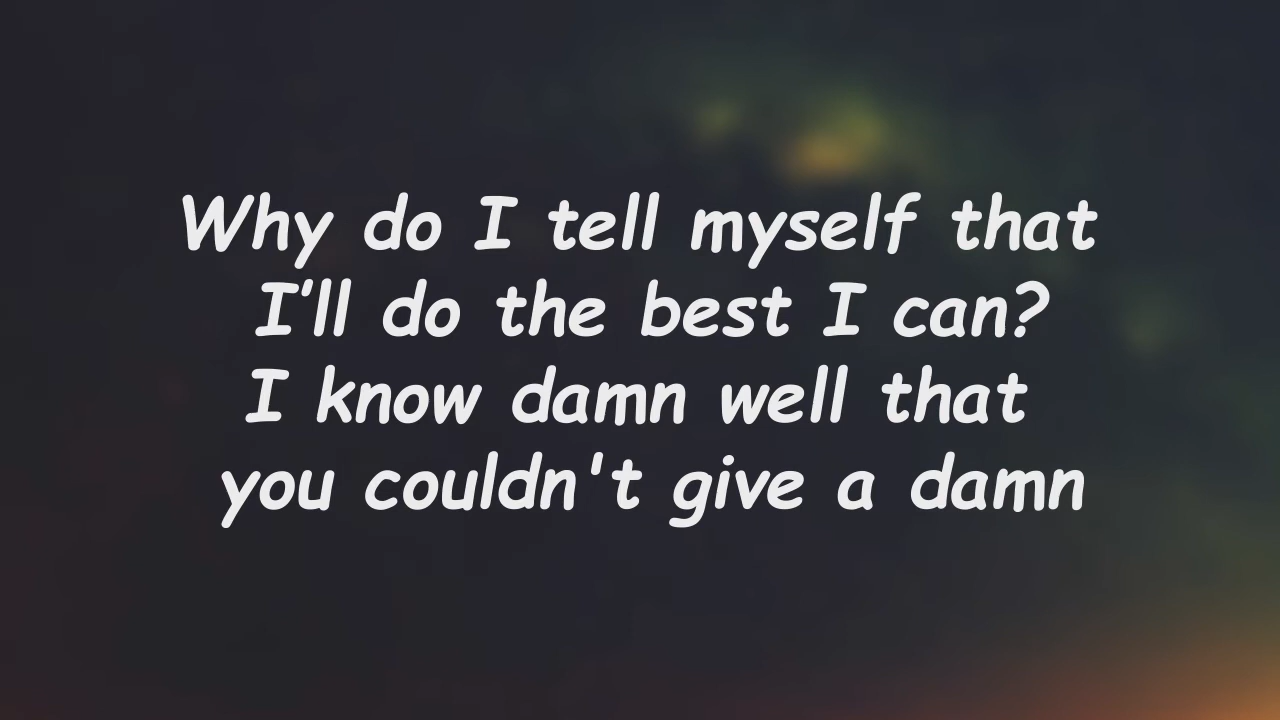 Why do I tell myself that
I'll do the best I can?
I know damn well that
you couldn't give a damn